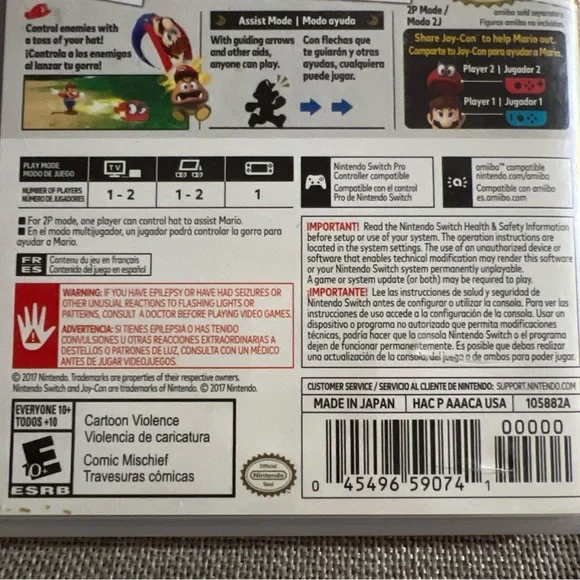 Control enemies with
a toss of your hat!
¡Controla a los enemigos
al lanzar tu gorra!
Assist Mode | Modo ayuda
With guiding arrows
and other aids,
anyone can play.
Con flechas que
te guiarán y otras
ayudas, cualquiera
puede jugar.
2P Mode /
Modo 2J
amiibo sold separately.
Figuras amiibo no incluidas.
Share Joy-Con to help Mario out.
Comparte tu Joy-Con para ayudar a Mario.
Player 2 | Jugador 2
Player 1 | Jugador 1
PLAY MODE
MODO DE JUEGO
TV
NUMBER OF PLAYERS
NÚMERO DE JUGADORES
1 - 2
1 - 2
1
Nintendo Switch Pro
Controller compatible
Compatible con el control
Pro de Nintendo Switch
amiibo™ compatible
nintendo.com/amiibo
Compatible con amiibo
es.amiibo.com
■ For 2P mode, one player can control hat to assist Mario.
■ En el modo multijugador, un jugador podrá controlar la gorra para
ayudar a Mario.
FR Contenu du jeu en français
ES Contenido del juego en español
WARNING: IF YOU HAVE EPILEPSY OR HAVE HAD SEIZURES OR
OTHER UNUSUAL REACTIONS TO FLASHING LIGHTS OR
PATTERNS, CONSULT A DOCTOR BEFORE PLAYING VIDEO GAMES.
ADVERTENCIA: SI TIENES EPILEPSIA O HAS TENIDO
CONVULSIONES U OTRAS REACCIONES EXTRAORDINARIAS A
DESTELLOS O PATRONES DE LUZ, CONSULTA CON UN MÉDICO
ANTES DE JUGAR VIDEOJUEGOS.
© 2017 Nintendo. Trademarks are properties of their respective owners.
Nintendo Switch and Joy-Con are trademarks of Nintendo. © 2017 Nintendo.
IMPORTANT! Read the Nintendo Switch Health & Safety Information
before setup or use of your system. The operation instructions are
located in the system settings. The use of an unauthorized device or
software that enables technical modification may render this software
or your Nintendo Switch system permanently unplayable.
A game or system update (or both) may be required to play.
¡IMPORTANTE! Lee las instrucciones de salud y seguridad de
Nintendo Switch antes de configurar o utilizar la consola. Para ver las
instrucciones de uso accede a la configuración de la consola. Usar un
dispositivo o programa no autorizado que permita modificaciones
técnicas, podría hacer que la consola Nintendo Switch o el programa
dejen de funcionar permanentemente. Es posible que debas realizar
una actualización de la consola, del juego o de ambos para poder jugar.
CUSTOMER SERVICE / SERVICIO AL CLIENTE DE NINTENDO: SUPPORT.NINTENDO.COM
MADE IN JAPAN HAC P AAACA USA 105882A
EVERYONE 10+
TODOS +10
E
10+
ESRB
Cartoon Violence
Violencia de caricatura
Comic Mischief
Travesuras cómicas
Official
Nintendo
Seal
00000
0 45496 59074 1